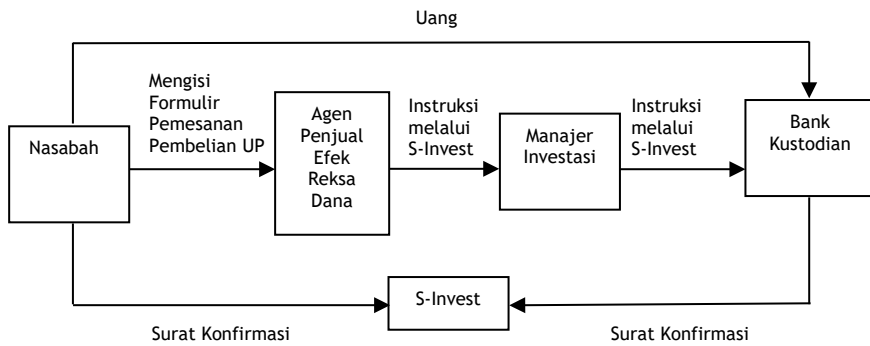 Uang
Mengisi
Formulir
Pemesanan
Pembelian UP
Nasabah
Agen
Penjual
Efek
Reksa
Dana
Instruksi
melalui
S-Invest
Manajer
Investasi
Instruksi
melalui
S-Invest
Bank
Kustodian
S-Invest
Surat Konfirmasi
Surat Konfirmasi